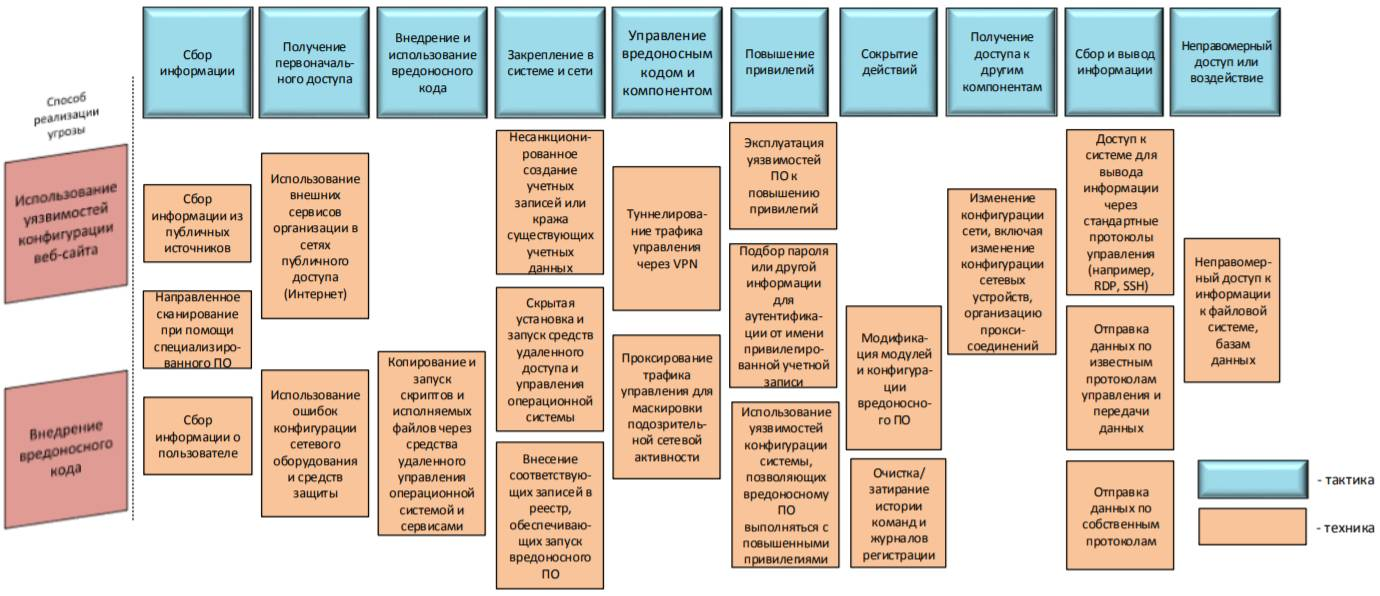 Сбор
информации
Получение
первоначаль-
ного доступа
Внедрение и
использование
вредоносного
кода
Закрепление в
системе и сети
Управление
вредоносным
кодом и
компонентом
Повышение
привилегий
Сокрытие
действий
Получение
доступа к
другим
компонентам
Сбор и вывод
информации
Неправомерный
доступ или
воздействие
Способ
реализации
угрозы
Использование
уязвимостей
конфигурации
веб-сайта
Внедрение
вредоносного
кода
Сбор
информации из
публичных
источников
Направленное
сканирование
при помощи
специализиро-
ванного ПО
Сбор
информации о
пользователе
Использование
внешних
сервисов
организации в
сетях
публичного
доступа
(Интернет)
Использование
ошибок
конфигурации
сетевого
оборудования
и средств
защиты
Копирование и
запуск
скриптов и
исполняемых
файлов через
средства
удаленного
управления
операционной
системой и
сервисами
Несанкциони-
рованное
создание
учетных
записей или
кража
существующих
учетных
данных
Скрытая
установка и
запуск средств
удаленного
доступа и
управления
операционной
системы
Внесение
соответствую-
щих записей в
реестр,
обеспечиваю-
щих запуск
вредоносного
ПО
Туннелирова-
ние трафика
управления
через VPN
Проксирование
трафика
управления для
маскировки
подозритель-
ной сетевой
активности
Эксплуатация
уязвимостей
ПО к
повышению
привилегий
Подбор пароля
или другой
информации
для
аутентифика-
ции от имени
привилегиро-
ванной учетной
записи
Использование
уязвимостей
конфигурации
системы,
позволяющих
вредоносному
ПО
выполняться с
повышенными
привилегиями
Модифика-
ция модулей
и конфигура-
ции
вредоносно-
го ПО
Очистка/
затирание
истории
команд и
журналов
регистрации
Изменение
конфигурации
сети, включая
изменение
конфигурации
сетевых
устройств,
организацию
прокси-
соединений
Доступ к
системе для
вывода
информации
через
стандартные
протоколы
управления
(например,
RDP, SSH)
Отправка
данных по
известным
протоколам
управления и
передачи
данных
Отправка
данных по
собственным
протоколам
Неправомер-
ный доступ к
информации
к файловой
системе,
базам
данных
- тактика
- техника